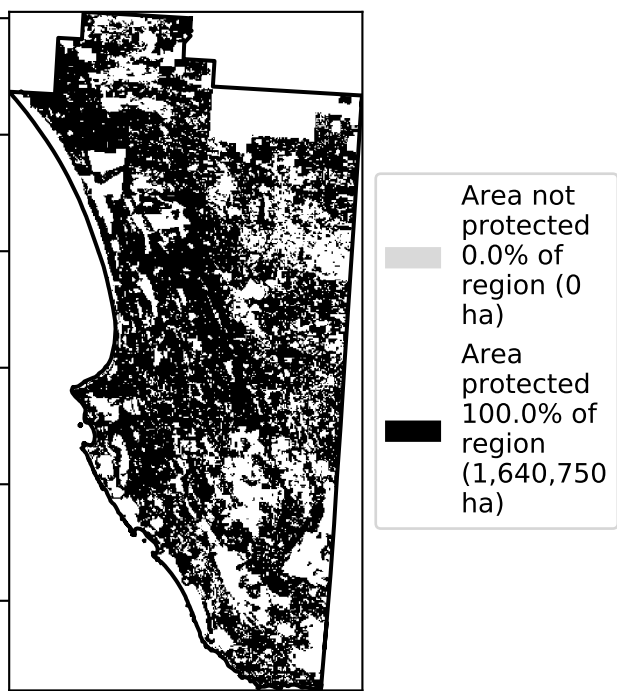 Area not
protected
0.0% of
region (0
ha)
Area
protected
100.0% of
region
(1,640,750
ha)